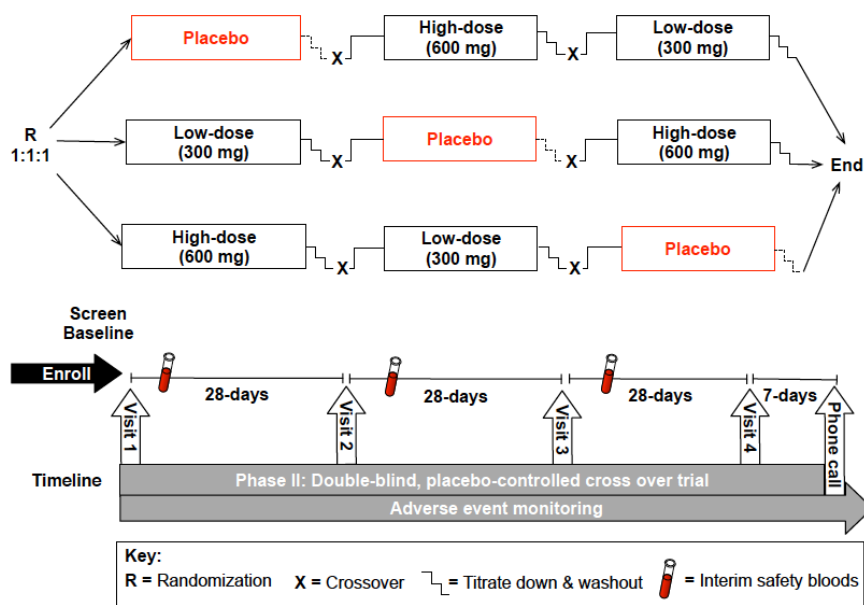 Placebo
High-dose
(600 mg)
Low-dose
(300 mg)
X
X
R
1:1:1
Low-dose
(300 mg)
Placebo
High-dose
(600 mg)
X
X
End
High-dose
(600 mg)
Low-dose
(300 mg)
Placebo
X
X
Screen
Baseline
Enroll
28-days
28-days
28-days
7-days
Visit 1
Visit 2
Visit 3
Visit 4
Phone call
Timeline
Phase II: Double-blind, placebo-controlled cross over trial
Adverse event monitoring
Key:
R = Randomization X = Crossover = Titrate down & washout = Interim safety bloods